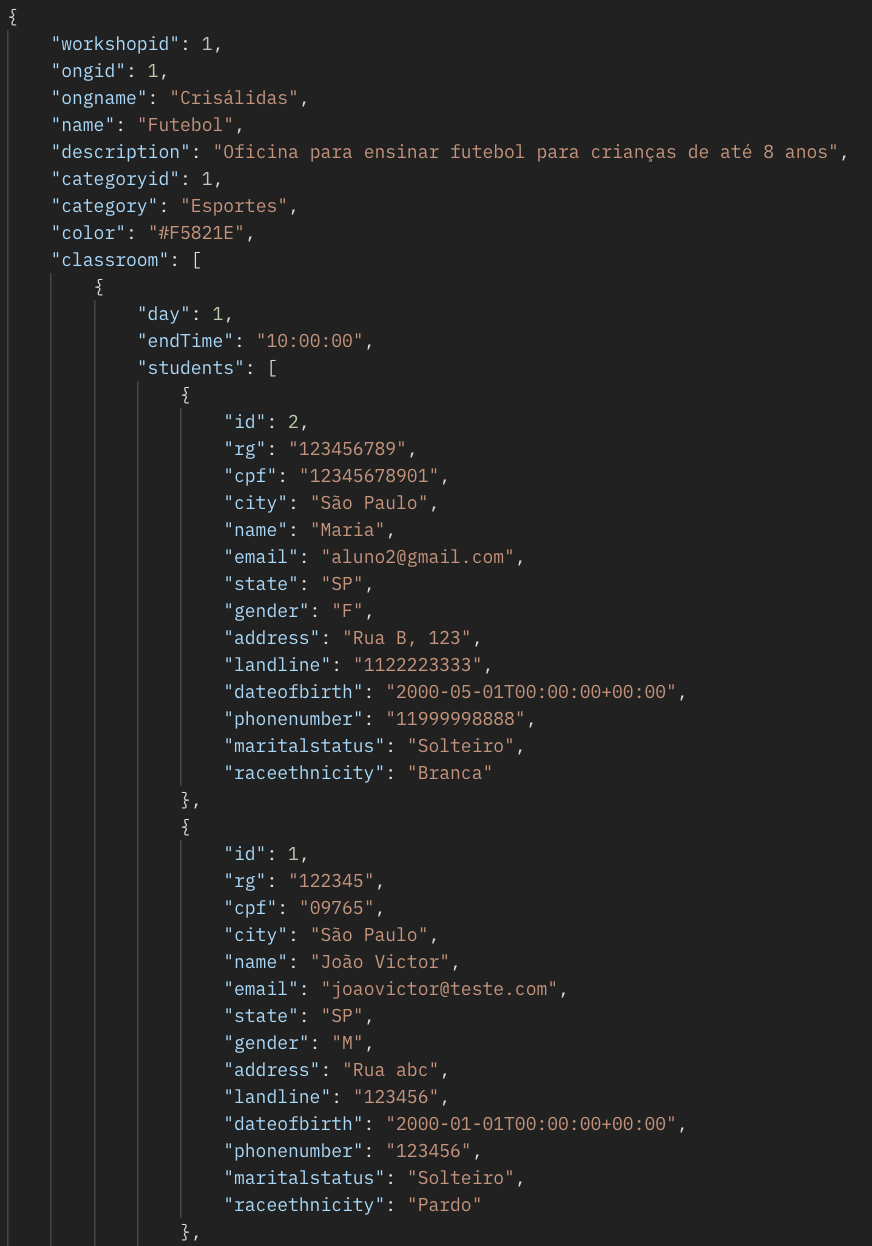 {
    "workshopid": 1,
    "ongid": 1,
    "ongname": "Crisálidas",
    "name": "Futebol",
    "description": "Oficina para ensinar futebol para crianças de até 8 anos",
    "categoryid": 1,
    "category": "Esportes",
    "color": "#F5821E",
    "classroom": [
        {
            "day": 1,
            "endTime": "10:00:00",
            "students": [
                {
                    "id": 2,
                    "rg": "123456789",
                    "cpf": "12345678901",
                    "city": "São Paulo",
                    "name": "Maria",
                    "email": "aluno2@gmail.com",
                    "state": "SP",
                    "gender": "F",
                    "address": "Rua B, 123",
                    "landline": "1122223333",
                    "dateofbirth": "2000-05-01T00:00:00+00:00",
                    "phonenumber": "11999998888",
                    "maritalstatus": "Solteiro",
                    "raceethnicity": "Branca"
                },
                {
                    "id": 1,
                    "rg": "122345",
                    "cpf": "09765",
                    "city": "São Paulo",
                    "name": "João Victor",
                    "email": "joaovictor@teste.com",
                    "state": "SP",
                    "gender": "M",
                    "address": "Rua abc",
                    "landline": "123456",
                    "dateofbirth": "2000-01-01T00:00:00+00:00",
                    "phonenumber": "123456",
                    "maritalstatus": "Solteiro",
                    "raceethnicity": "Pardo"
                },